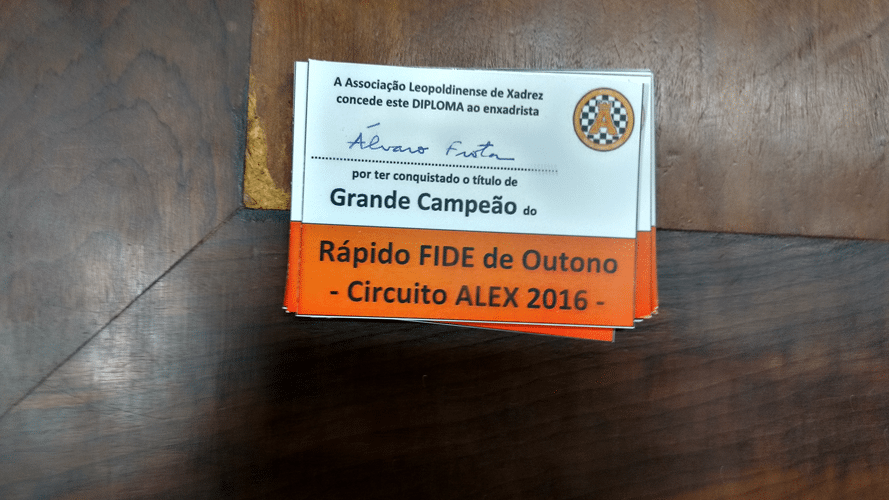 A Associação Leopoldinense de Xadrez
concede este DIPLOMA ao enxadrista
Álvaro Frota
por ter conquistado o título de
Grande Campeão do
Rápido FIDE de Outono
- Circuito ALEX 2016 -